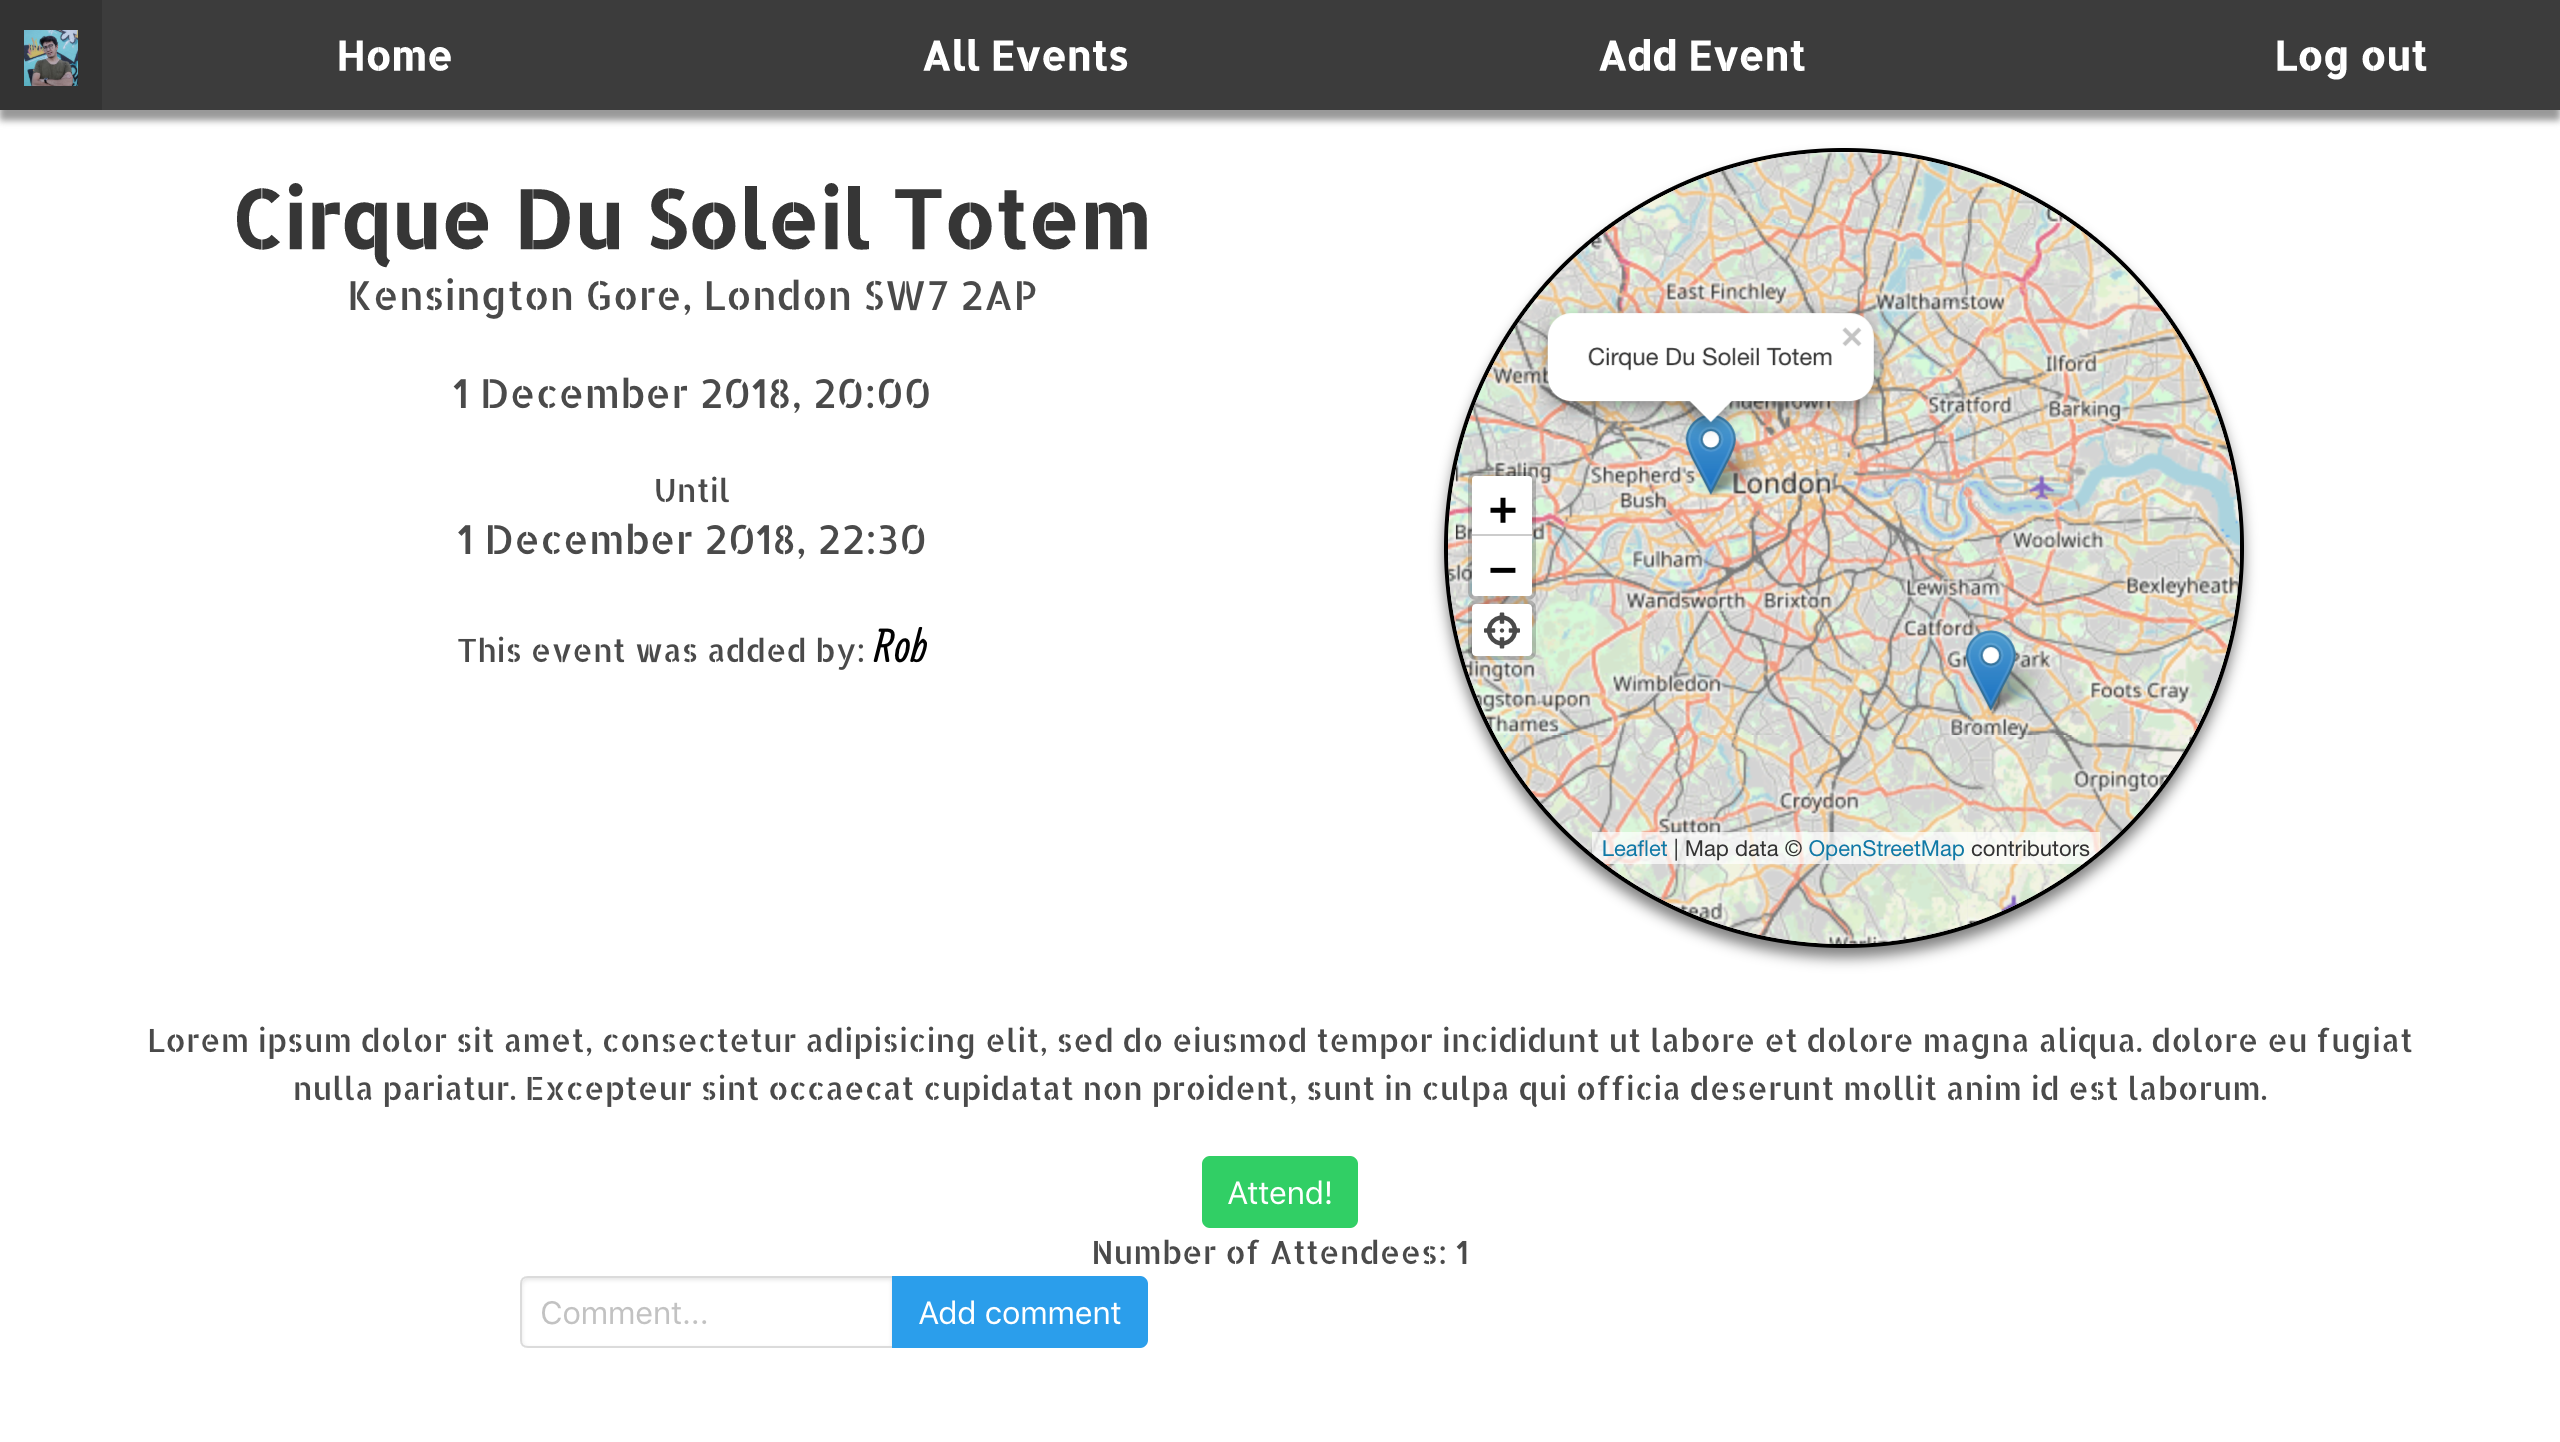 Home
All Events
Add Event
Log out
Cirque Du Soleil Totem
Kensington Gore, London SW7 2AP
1 December 2018, 20:00
Until
1 December 2018, 22:30
This event was added by: Rob
East Finchley
Walthamstow
×
Cirque Du Soleil Totem
Ilford
Stratford
Barking
Ealing
Shepherd's
Bush
London
+
−
Woolwich
Fulham
Lewisham
Bexleyheath
Wandsworth
Brixton
Catford
Wimbledon
Foots Cray
Thames
Bromley
Croydon
Sutton
Leaflet | Map data © OpenStreetMap contributors
Lorem ipsum dolor sit amet, consectetur adipisicing elit, sed do eiusmod tempor incididunt ut labore et dolore magna aliqua. dolore eu fugiat
nulla pariatur. Excepteur sint occaecat cupidatat non proident, sunt in culpa qui officia deserunt mollit anim id est laborum.
Attend!
Number of Attendees: 1
Comment...
Add comment